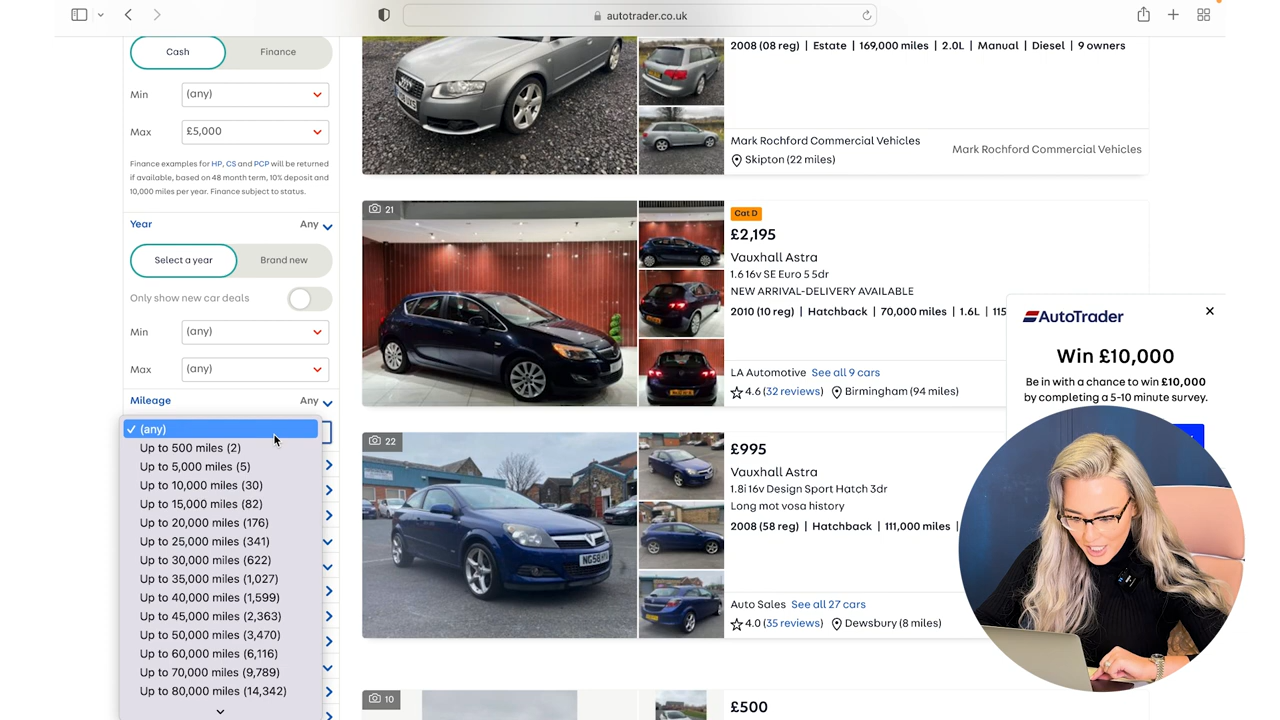 autotrader.co.uk
Cash
Finance
Min
(any)
Max
£5,000
Finance examples for HP, CS and PCP will be returned
if available, based on 48 month term, 10% deposit and
10,000 miles per year. Finance subject to status.
Year
Any
Select a year
Brand new
Only show new car deals
Min
(any)
Max
(any)
Mileage
Any
✓ (any)
Up to 500 miles (2)
Up to 5,000 miles (5)
Up to 10,000 miles (30)
Up to 15,000 miles (82)
Up to 20,000 miles (176)
Up to 25,000 miles (341)
Up to 30,000 miles (622)
Up to 35,000 miles (1,027)
Up to 40,000 miles (1,599)
Up to 45,000 miles (2,363)
Up to 50,000 miles (3,470)
Up to 60,000 miles (6,116)
Up to 70,000 miles (9,789)
Up to 80,000 miles (14,342)
2008 (08 reg) | Estate | 169,000 miles | 2.0L | Manual | Diesel | 9 owners
Mark Rochford Commercial Vehicles
Skipton (22 miles)
Mark Rochford Commercial Vehicles
21
Cat D
£2,195
Vauxhall Astra
1.6 16v SE Euro 5 5dr
NEW ARRIVAL-DELIVERY AVAILABLE
2010 (10 reg) | Hatchback | 70,000 miles | 1.6L | 115
LA Automotive See all 9 cars
4.6 (32 reviews) Birmingham (94 miles)
22
£995
Vauxhall Astra
1.8i 16v Design Sport Hatch 3dr
Long mot vosa history
2008 (58 reg) | Hatchback | 111,000 miles |
NG58
Auto Sales See all 27 cars
4.0 (35 reviews) Dewsbury (8 miles)
10
£500
AutoTrader
Win £10,000
Be in with a chance to win £10,000
by completing a 5-10 minute survey.